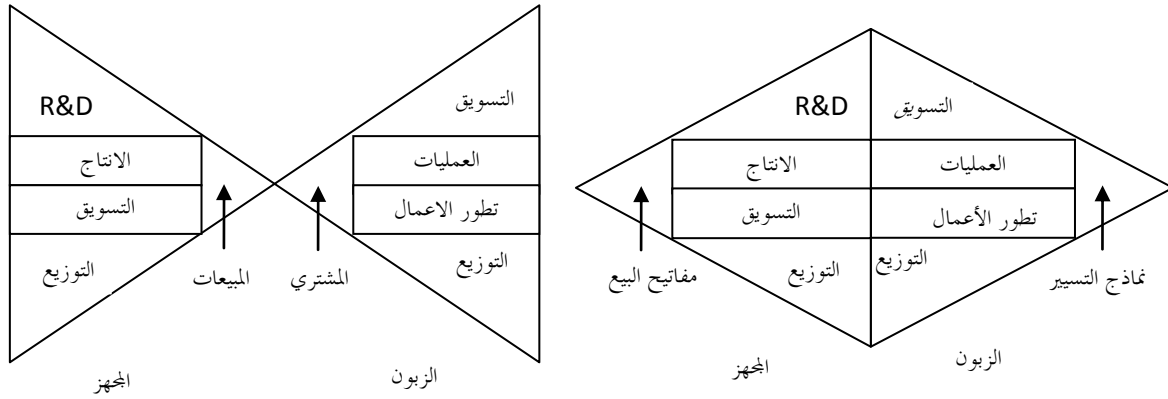 R&D
التسويق
الانتاج
العمليات
التسويق
تطور الاعمال
التوزيع
التوزيع
المبيعات
المشتري
المجهز
الزبون
R&D
التسويق
الانتاج
العمليات
التسويق
تطور الأعمال
التوزيع
التوزيع
مفاتيح البيع
نماذج التسيير
المجهز
الزبون